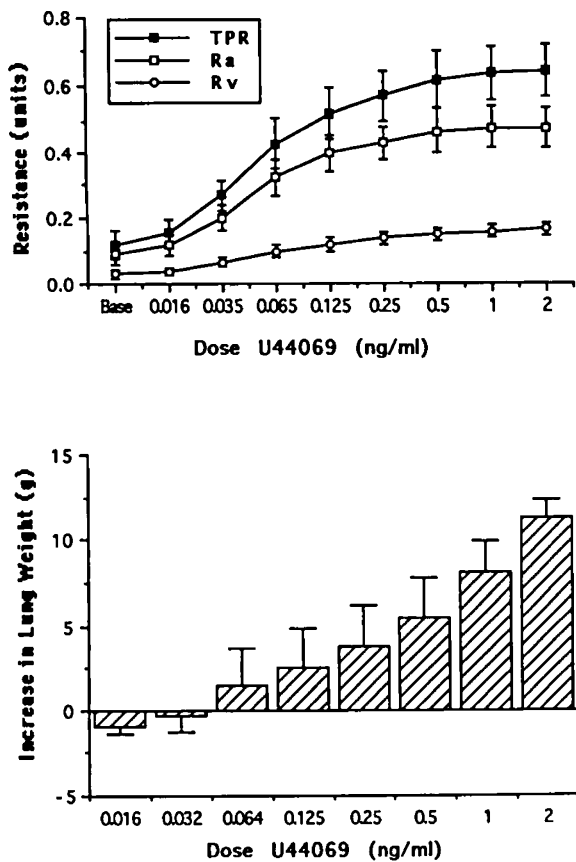 TPR
Ra
Rv
Resistance (units)
0.8
0.6
0.4
0.2
0.0
Base 0.016 0.035 0.065 0.125 0.25 0.5 1 2
Dose U44069 (ng/ml)
Increase in Lung Weight (g)
15
10
5
0
-5
0.016 0.032 0.064 0.125 0.25 0.5 1 2
Dose U44069 (ng/ml)